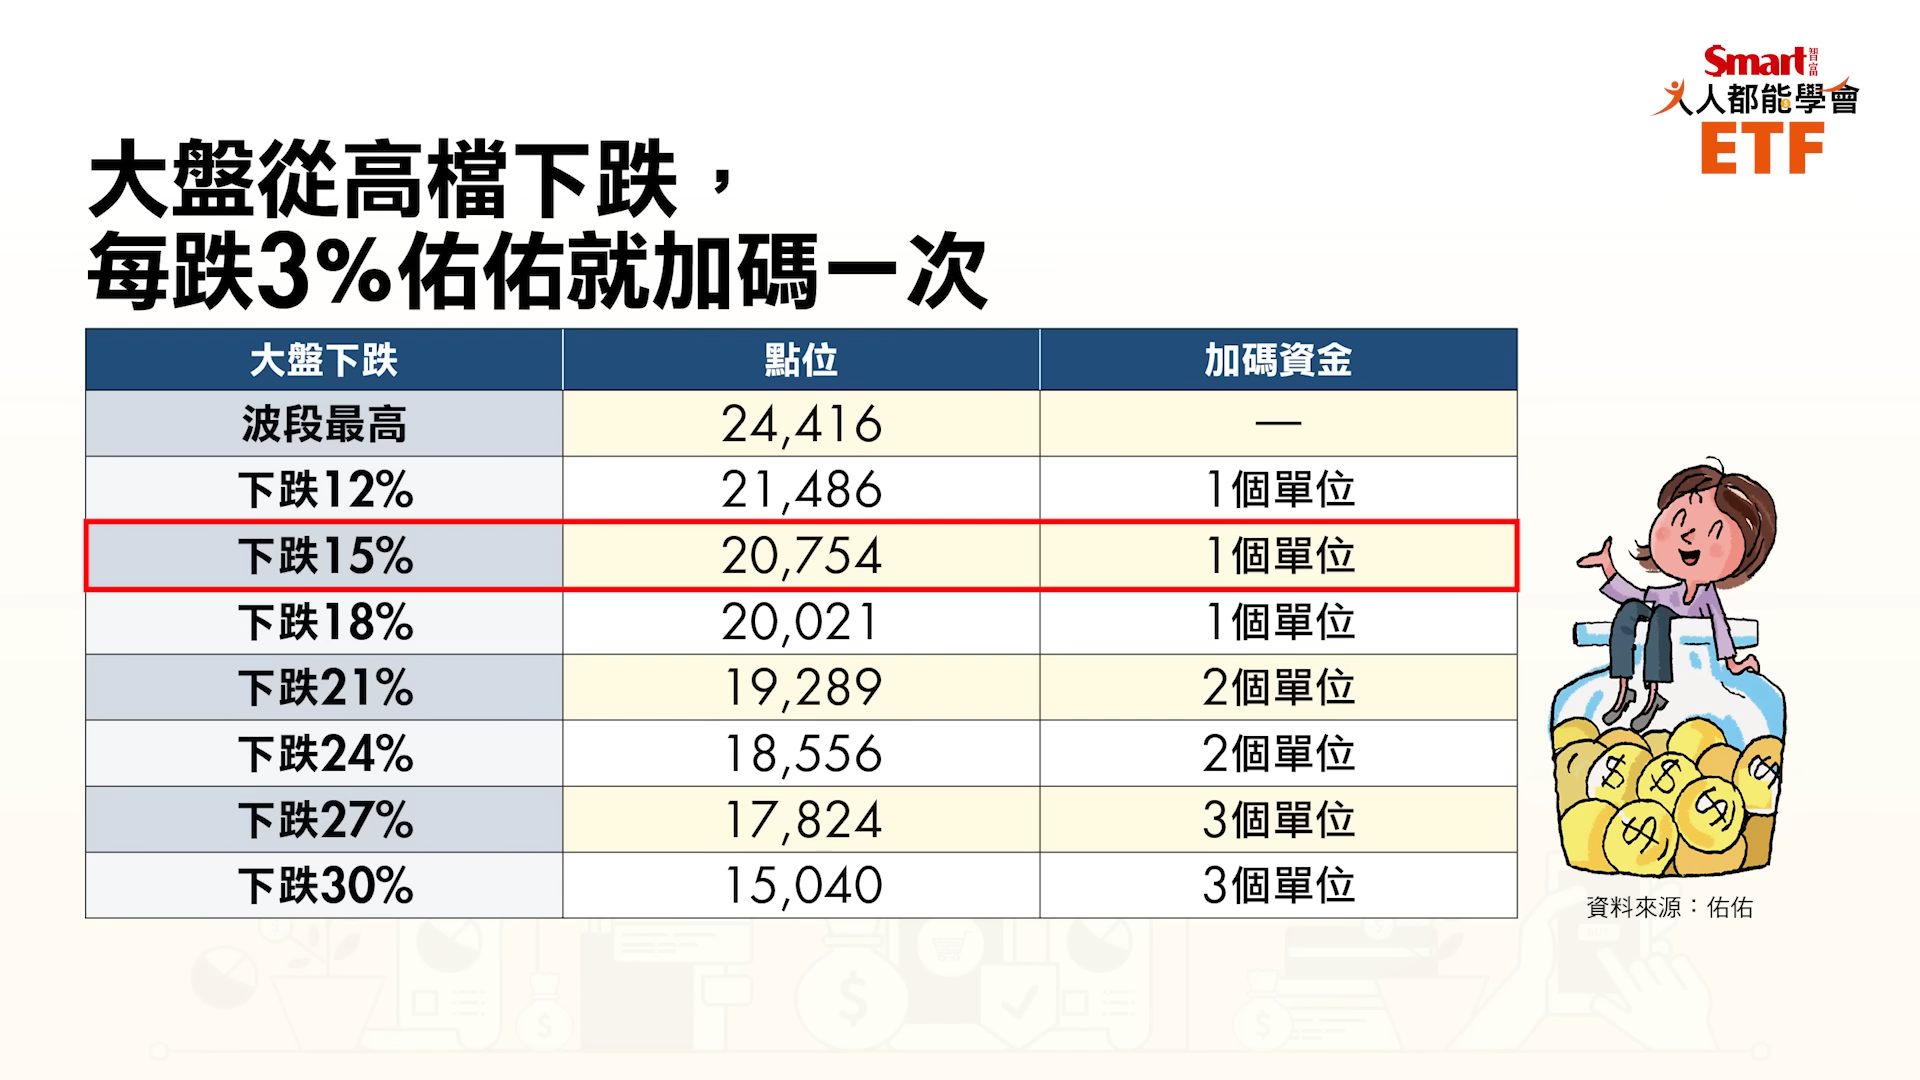 Smart智富
人人都能學會
ETF
大盤從高檔下跌，
每跌3%佑佑就加碼一次
大盤下跌 點位 加碼資金
波段最高 24,416 —
下跌12% 21,486 1個單位
下跌15% 20,754 1個單位
下跌18% 20,021 1個單位
下跌21% 19,289 2個單位
下跌24% 18,556 2個單位
下跌27% 17,824 3個單位
下跌30% 15,040 3個單位
資料來源：佑佑